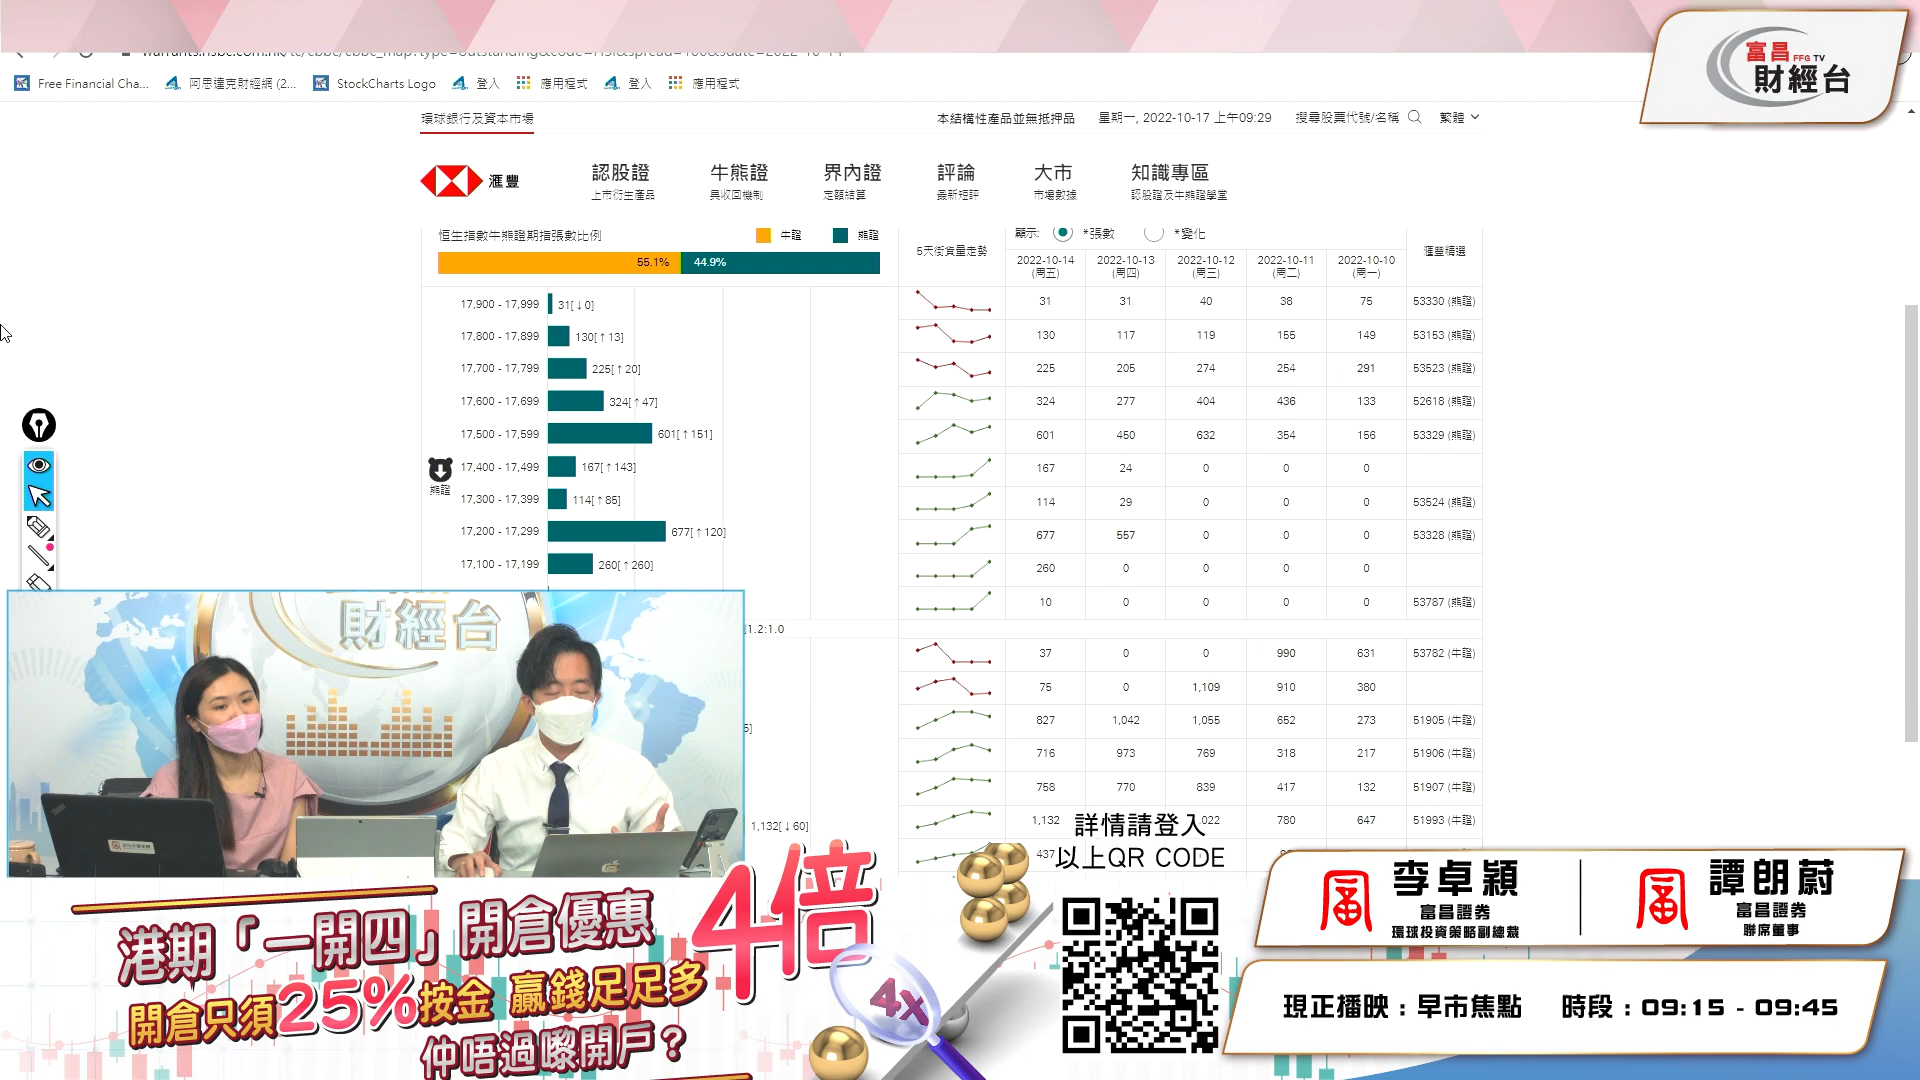 富昌 FFG TV
財經台
Free Financial Cha...
阿思達克財經網 (2...
StockCharts Logo
登入
應用程式
登入
應用程式
環球銀行及資本市場
本結構性產品並無抵押品
星期一, 2022-10-17 上午09:29
搜尋股票代號/名稱
繁體
滙豐
認股證
上市衍生產品
牛熊證
具收回機制
界內證
定額結算
評論
最新短評
大市
市場數據
知識專區
認股證及牛熊證學堂
恒生指數牛熊證期指張數比例
牛證
熊證
55.1% 44.9%
5天街貨量走勢
顯示: *張數 *變化
2022-10-14 (周五)
2022-10-13 (周四)
2022-10-12 (周三)
2022-10-11 (周二)
2022-10-10 (周一)
滙豐精選
17,900 - 17,999 31[↓0] 31 31 40 38 75 53330 (熊證)
17,800 - 17,899 130[↑13] 130 117 119 155 149 53153 (熊證)
17,700 - 17,799 225[↑20] 225 205 274 254 291 53523 (熊證)
17,600 - 17,699 324[↑47] 324 277 404 436 133 52618 (熊證)
17,500 - 17,599 601[↑151] 601 450 632 354 156 53329 (熊證)
熊證
17,400 - 17,499 167[↑143] 167 24 0 0 0
17,300 - 17,399 114[↑85] 114 29 0 0 0 53524 (熊證)
17,200 - 17,299 677[↑120] 677 557 0 0 0 53328 (熊證)
17,100 - 17,199 260[↑260] 260 0 0 0 0
10 0 0 0 0 53787 (熊證)
1.2:1.0
37 0 0 990 631 53782 (牛證)
75 0 1,109 910 380
827 1,042 1,055 652 273 51905 (牛證)
716 973 769 318 217 51906 (牛證)
758 770 839 417 132 51907 (牛證)
1,132[↓60] 1,132 022 780 647 51993 (牛證)
437
財經台
詳情請登入
以上QR CODE
港期「一開四」開倉優惠 4倍
開倉只須25%按金 贏錢足足多
仲唔過嚟開戶?
4x
李卓穎
富昌證券
環球投資策略副總裁
譚朗蔚
富昌證券
聯席董事
現正播映:早市焦點 時段:09:15 - 09:45